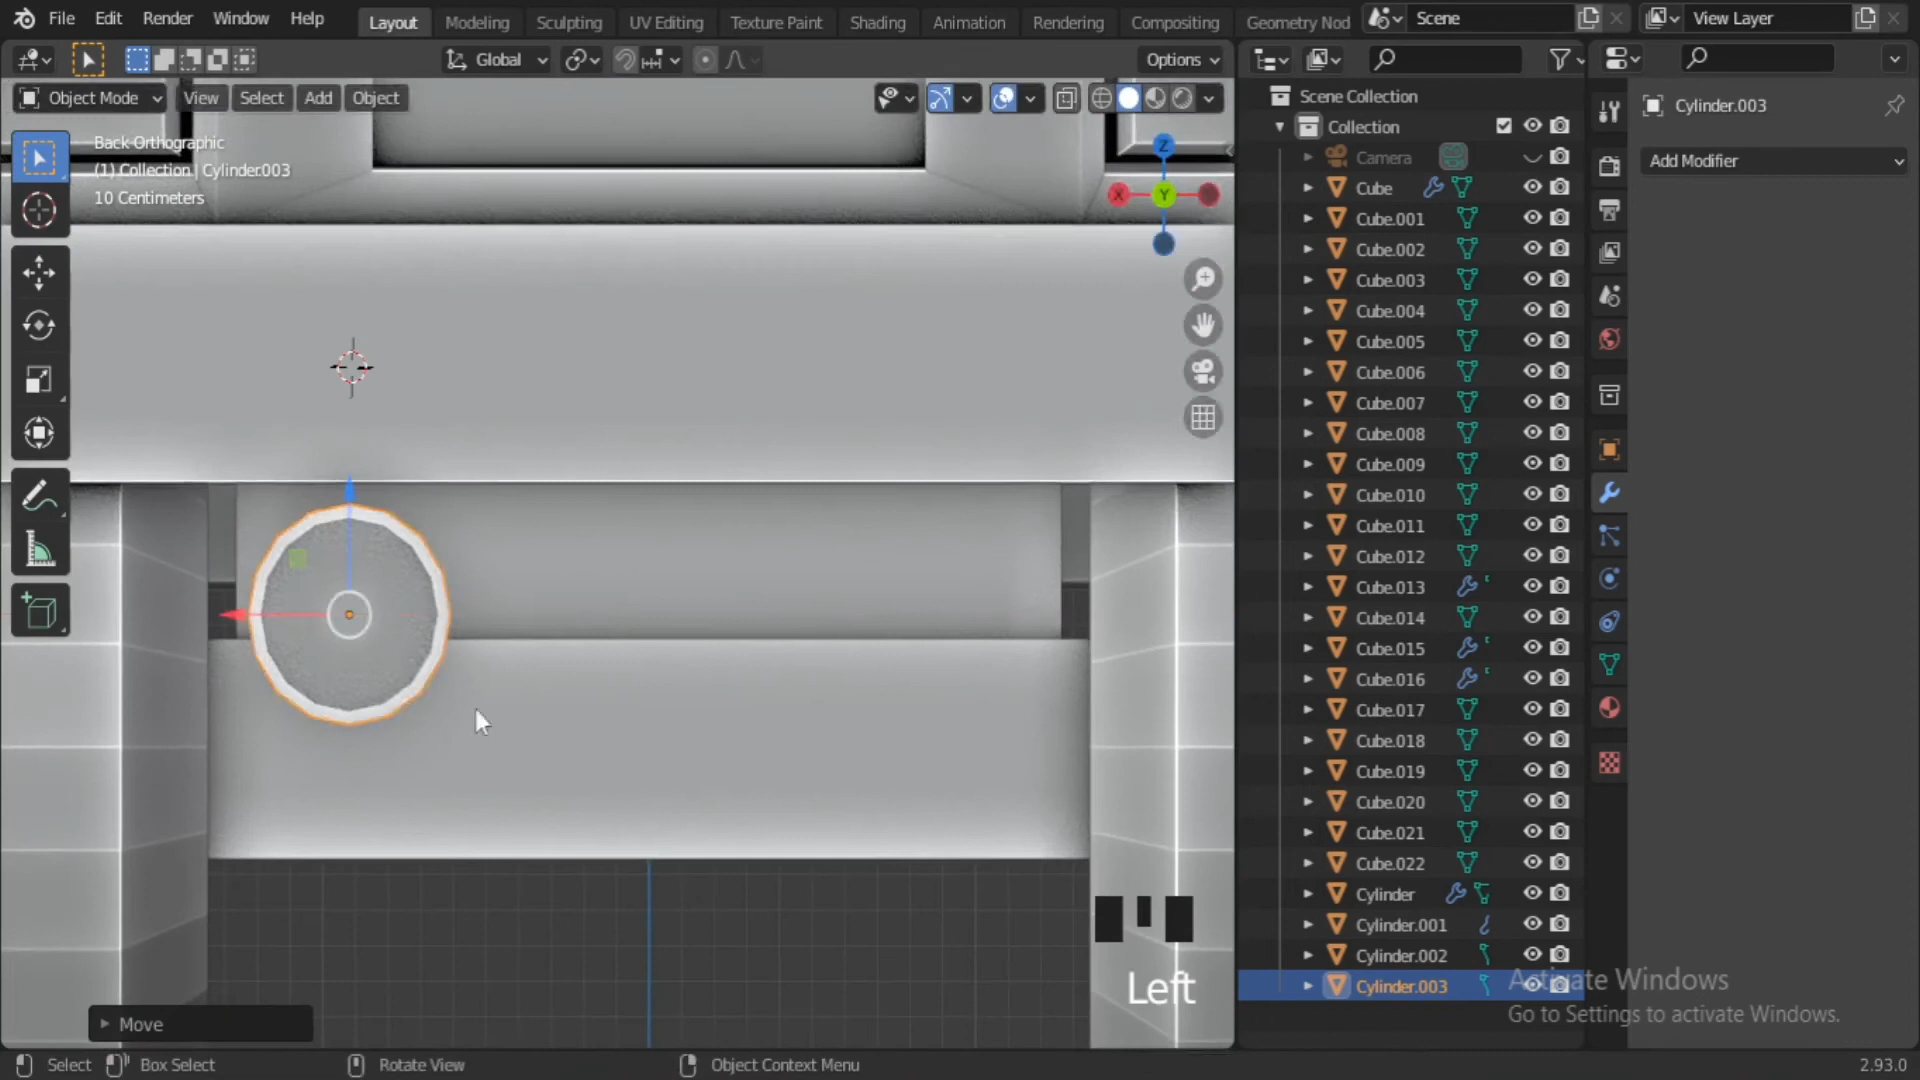 File Edit Render Window Help Layout Modeling Sculpting UV Editing Texture Paint Shading Animation Rendering Compositing Geometry Nod Scene View Layer
Global Options
Object Mode View Select Add Object
Back Orthographic
(1) Collection | Cylinder.003
10 Centimeters
Z
X
Y
Move
Left
Scene Collection
Collection
Camera
Cube
Cube.001
Cube.002
Cube.003
Cube.004
Cube.005
Cube.006
Cube.007
Cube.008
Cube.009
Cube.010
Cube.011
Cube.012
Cube.013
Cube.014
Cube.015
Cube.016
Cube.017
Cube.018
Cube.019
Cube.020
Cube.021
Cube.022
Cylinder
Cylinder.001
Cylinder.002
Cylinder.003
Cylinder.003
Add Modifier
Activate Windows
Go to Settings to activate Windows.
Select Box Select Rotate View Object Context Menu 2.93.0